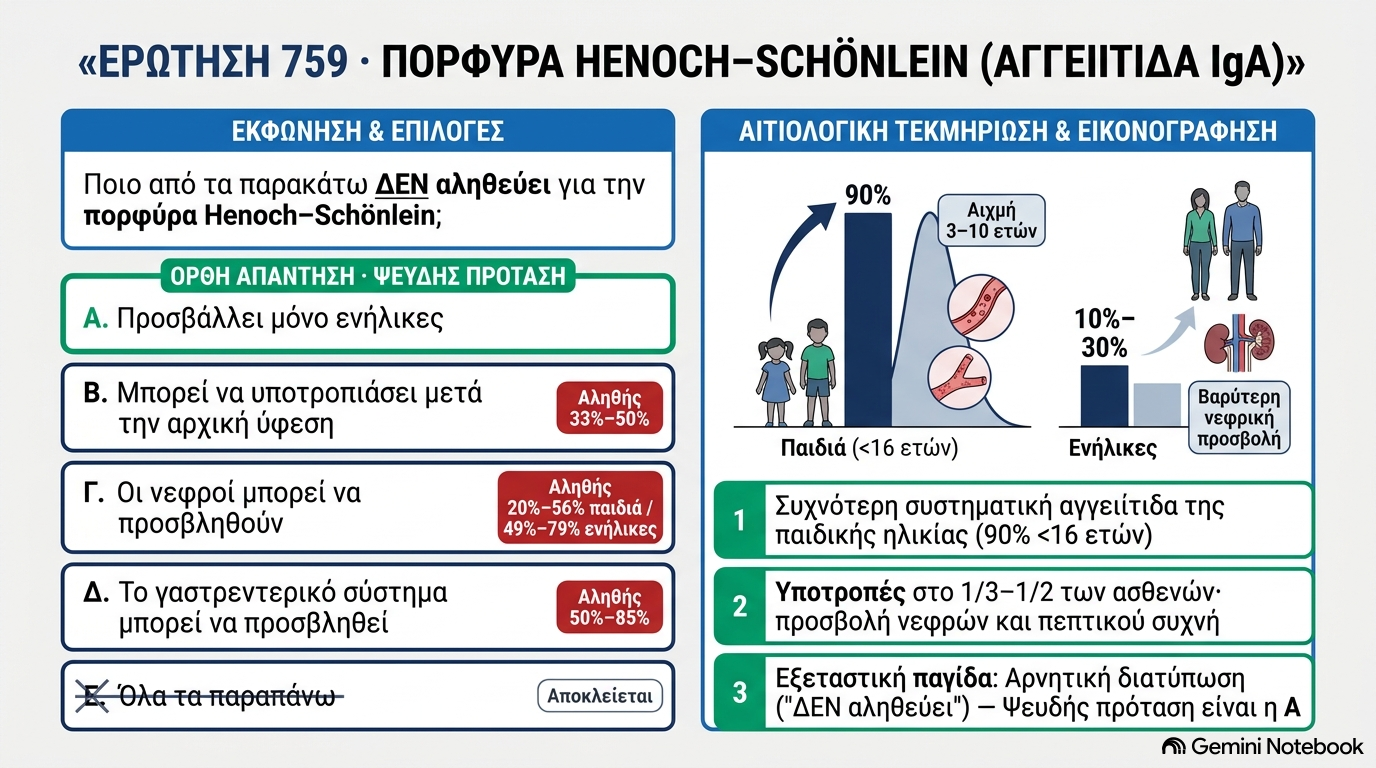 «ΕΡΩΤΗΣΗ 759 · ΠΟΡΦΥΡΑ HENOCH–SCHÖNLEIN (ΑΓΓΕΙΙΤΙΔΑ IgA)»
ΕΚΦΩΝΗΣΗ & ΕΠΙΛΟΓΕΣ
Ποιο από τα παρακάτω ΔΕΝ αληθεύει για την
πορφύρα Henoch–Schönlein;
ΟΡΘΗ ΑΠΑΝΤΗΣΗ · ΨΕΥΔΗΣ ΠΡΟΤΑΣΗ
Α. Προσβάλλει μόνο ενήλικες
Β. Μπορεί να υποτροπιάσει μετά
την αρχική ύφεση
Αληθής
33%–50%
Γ. Οι νεφροί μπορεί να
προσβληθούν
Αληθής
20%–56% παιδιά /
49%–79% ενήλικες
Δ. Το γαστρεντερικό σύστημα
μπορεί να προσβληθεί
Αληθής
50%–85%
Ε. Όλα τα παραπάνω
Αποκλείεται
ΑΙΤΙΟΛΟΓΙΚΗ ΤΕΚΜΗΡΙΩΣΗ & ΕΙΚΟΝΟΓΡΑΦΗΣΗ
90%
Αιχμή
3–10 ετών
Παιδιά (<16 ετών)
10%–
30%
Βαρύτερη
νεφρική
προσβολή
Ενήλικες
1
Συχνότερη συστηματική αγγειίτιδα της
παιδικής ηλικίας (90% <16 ετών)
2
Υποτροπές στο 1/3–1/2 των ασθενών·
προσβολή νεφρών και πεπτικού συχνή
3
Εξεταστική παγίδα: Αρνητική διατύπωση
("ΔΕΝ αληθεύει") — Ψευδής πρόταση είναι η Α
Gemini Notebook